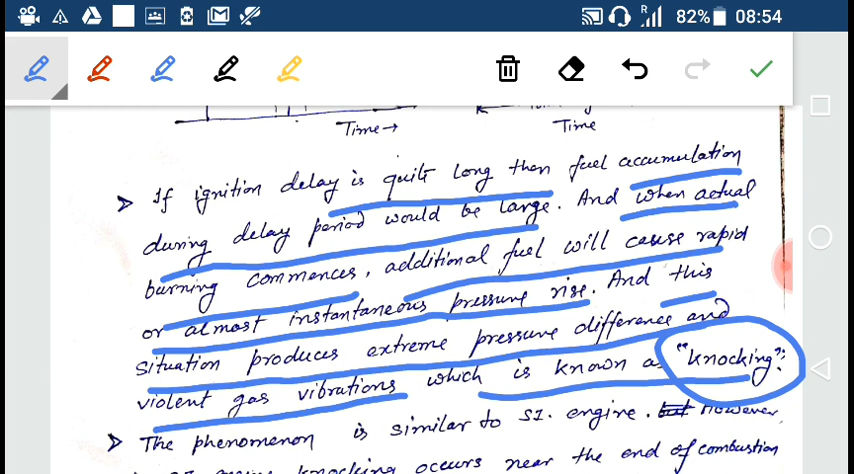 R 82% 08:54
Time→
Time
➤ If ignition delay is quite long then fuel accumulation
during delay period would be large. And when actual
burning commences, additional fuel will cause rapid
or almost instantaneous pressure rise. And this
situation produces extreme pressure difference and
violent gas vibrations which is known as "knocking":
➤ The phenomenon is similar to SI. engine. but However
knocking occurs near the end of combustion